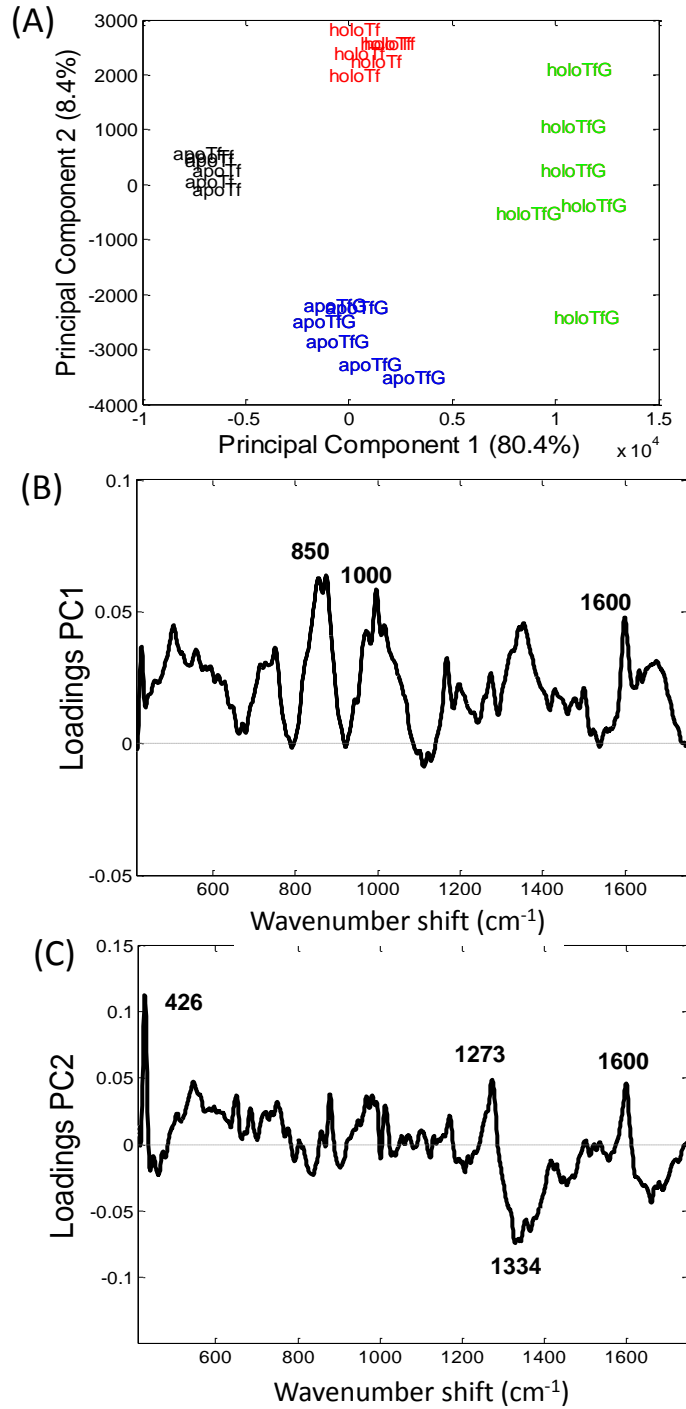 (A)
Principal Component 2 (8.4%)
3000
2000
1000
0
-1000
-2000
-3000
-4000
holoTf
holoTf
holoTf
holoTf
holoTf
holoTf
holoTfG
holoTfG
holoTfG
holoTfG
holoTfG
holoTfG
apoTf
apoTf
apoTf
apoTf
apoTf
apoTf
apoTfG
apoTfG
apoTfG
apoTfG
apoTfG
apoTfG
-1
-0.5
0
0.5
1
1.5
Principal Component 1 (80.4%)
x 10⁴
(B)
Loadings PC1
0.1
0.05
0
-0.05
850
1000
1600
600
800
1000
1200
1400
1600
Wavenumber shift (cm⁻¹)
(C)
Loadings PC2
0.15
0.1
0.05
0
-0.05
-0.1
426
1273
1600
1334
600
800
1000
1200
1400
1600
Wavenumber shift (cm⁻¹)